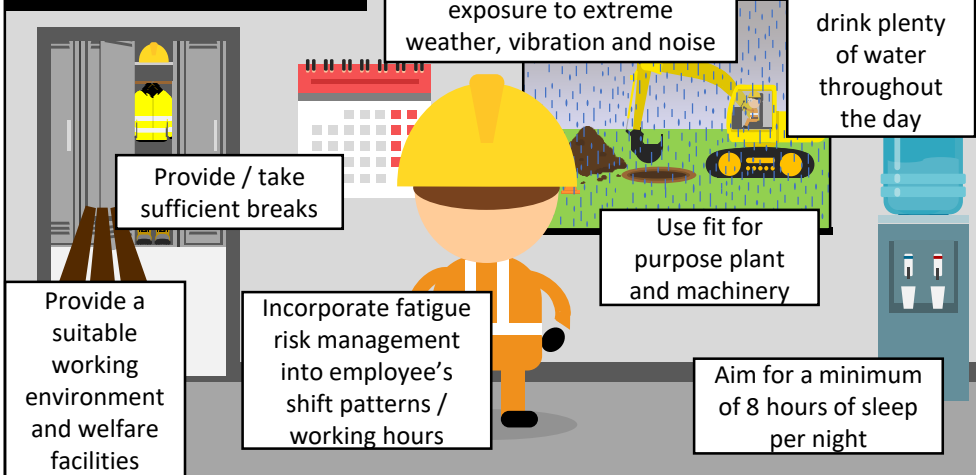 exposure to extreme
weather, vibration and noise
drink plenty
of water
throughout
the day
Provide / take
sufficient breaks
Use fit for
purpose plant
and machinery
Provide a
suitable
working
environment
and welfare
facilities
Incorporate fatigue
risk management
into employee’s
shift patterns /
working hours
Aim for a minimum
of 8 hours of sleep
per night